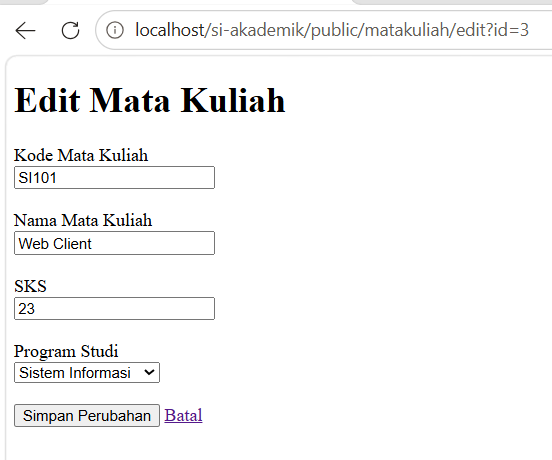 localhost/si-akademik/public/matakuliah/edit?id=3
Edit Mata Kuliah
Kode Mata Kuliah
SI101
Nama Mata Kuliah
Web Client
SKS
23
Program Studi
Sistem Informasi
Simpan Perubahan Batal